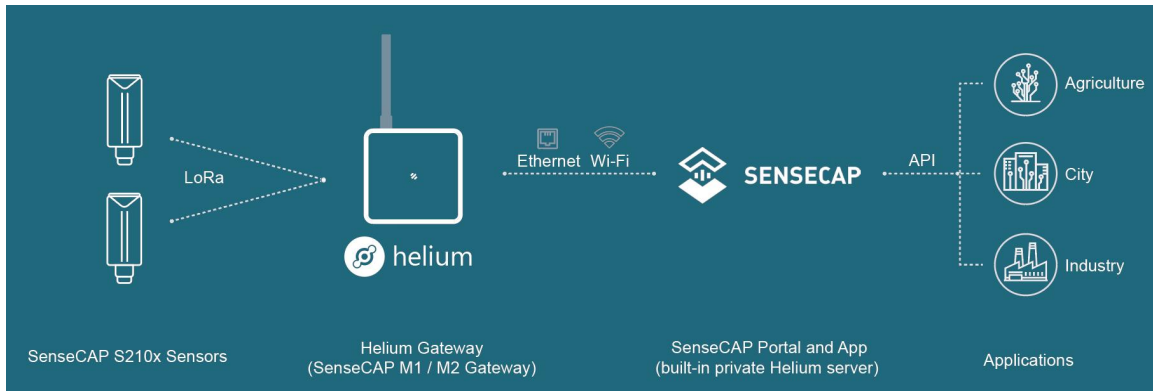 LoRa
helium
Ethernet Wi-Fi
SENSECAP
API
Agriculture
City
Industry
SenseCAP S210x Sensors
Helium Gateway
(SenseCAP M1 / M2 Gateway)
SenseCAP Portal and App
(built-in private Helium server)
Applications